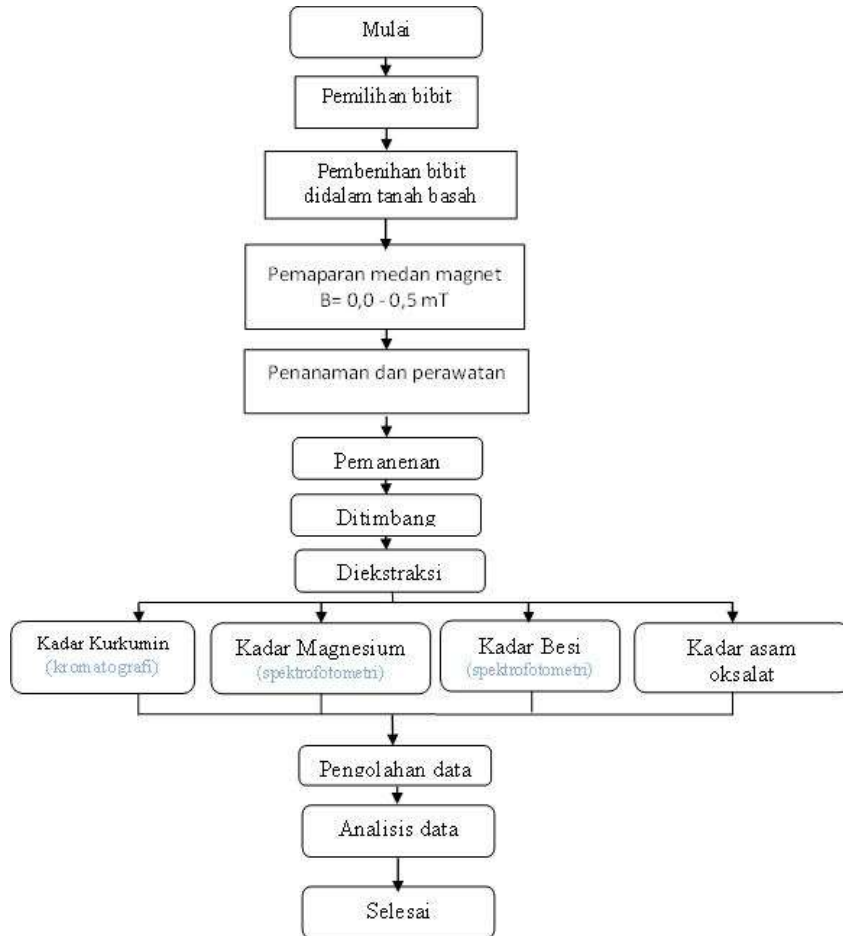 Mulai
Pemilihan bibit
Pembenihan bibit
didalam tanah basah
Pemaparan medan magnet
B= 0,0 - 0,5 mT
Penanaman dan perawatan
Pemanenan
Ditimbang
Diekstraksi
Kadar Kurkumin
(kromatografi)
Kadar Magnesium
(spektrofotometri)
Kadar Besi
(spektrofotometri)
Kadar asam
oksalat
Pengolahan data
Analisis data
Selesai